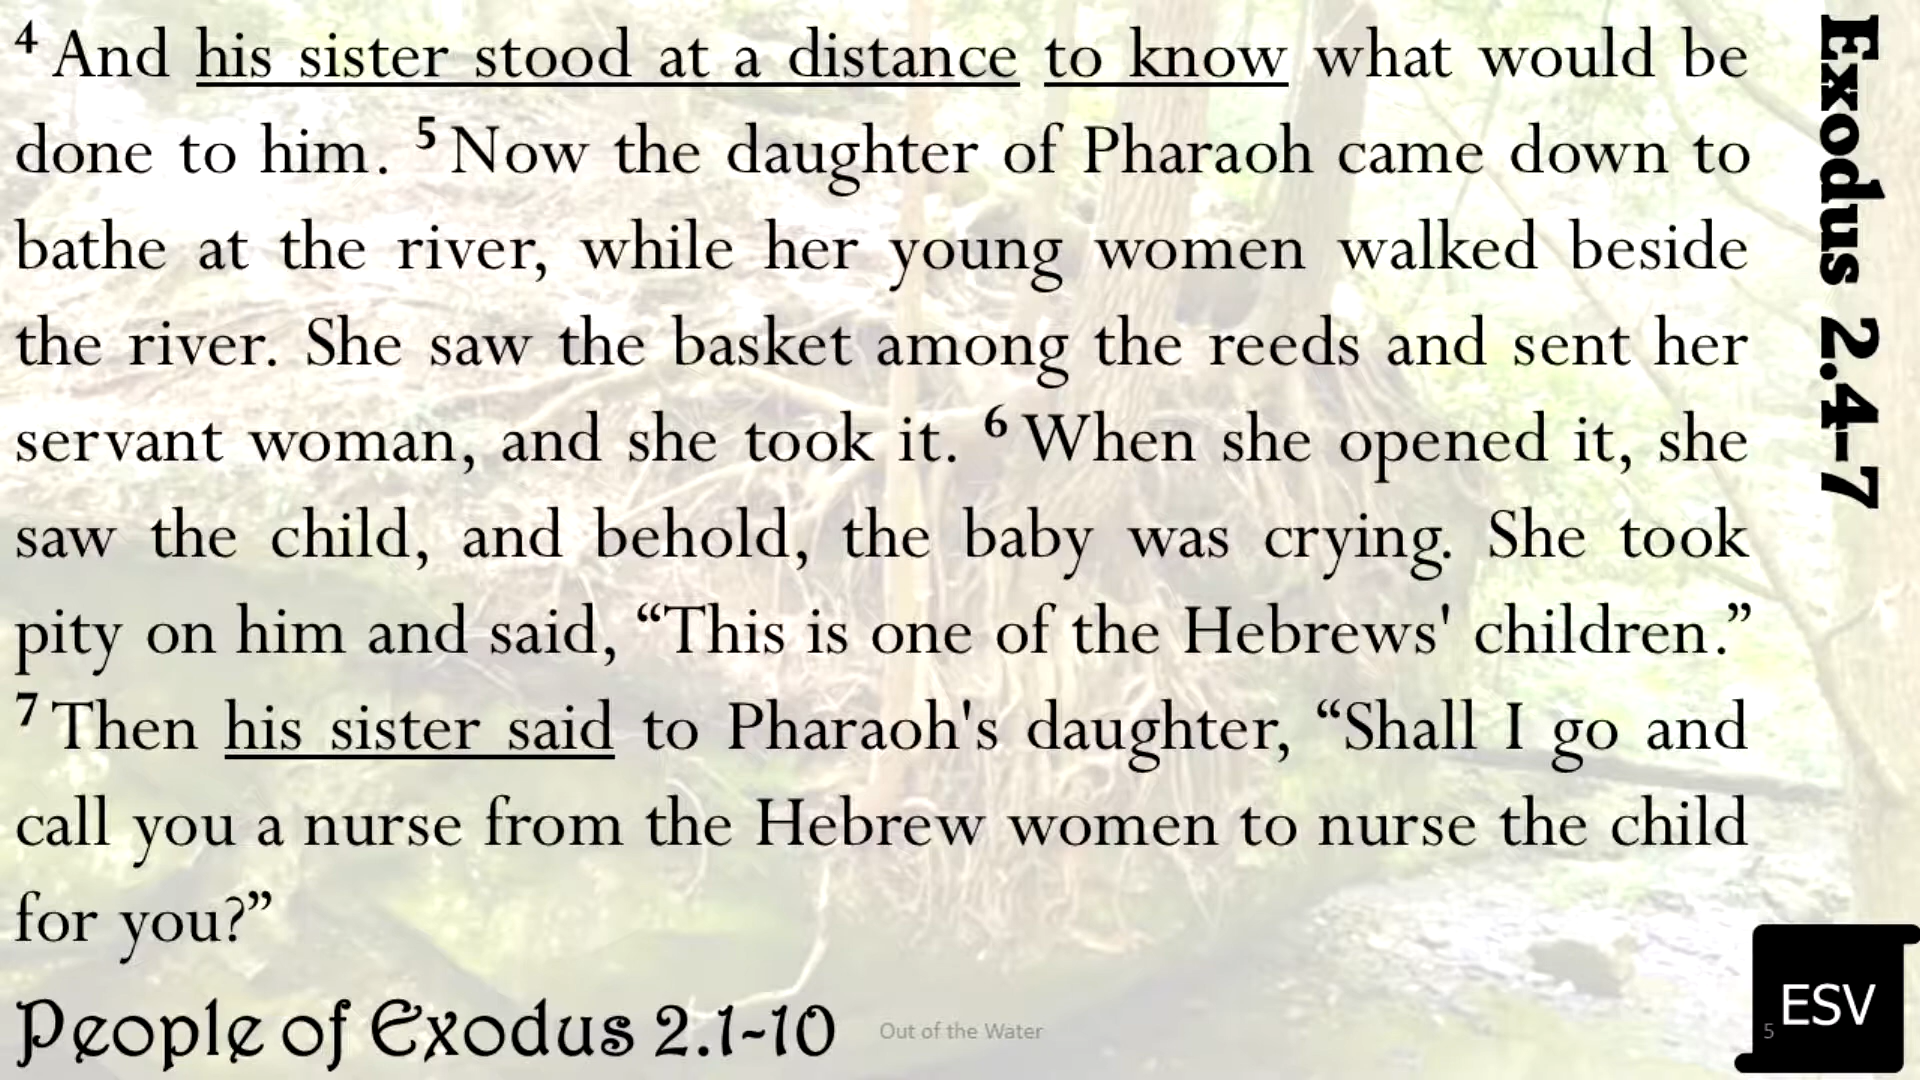 4 And his sister stood at a distance to know what would be
done to him. 5 Now the daughter of Pharaoh came down to
bathe at the river, while her young women walked beside
the river. She saw the basket among the reeds and sent her
servant woman, and she took it. 6 When she opened it, she
saw the child, and behold, the baby was crying. She took
pity on him and said, “This is one of the Hebrews' children.”
7 Then his sister said to Pharaoh's daughter, “Shall I go and
call you a nurse from the Hebrew women to nurse the child
for you?”
Exodus 2.4-7
People of Exodus 2.1-10
Out of the Water
5
ESV